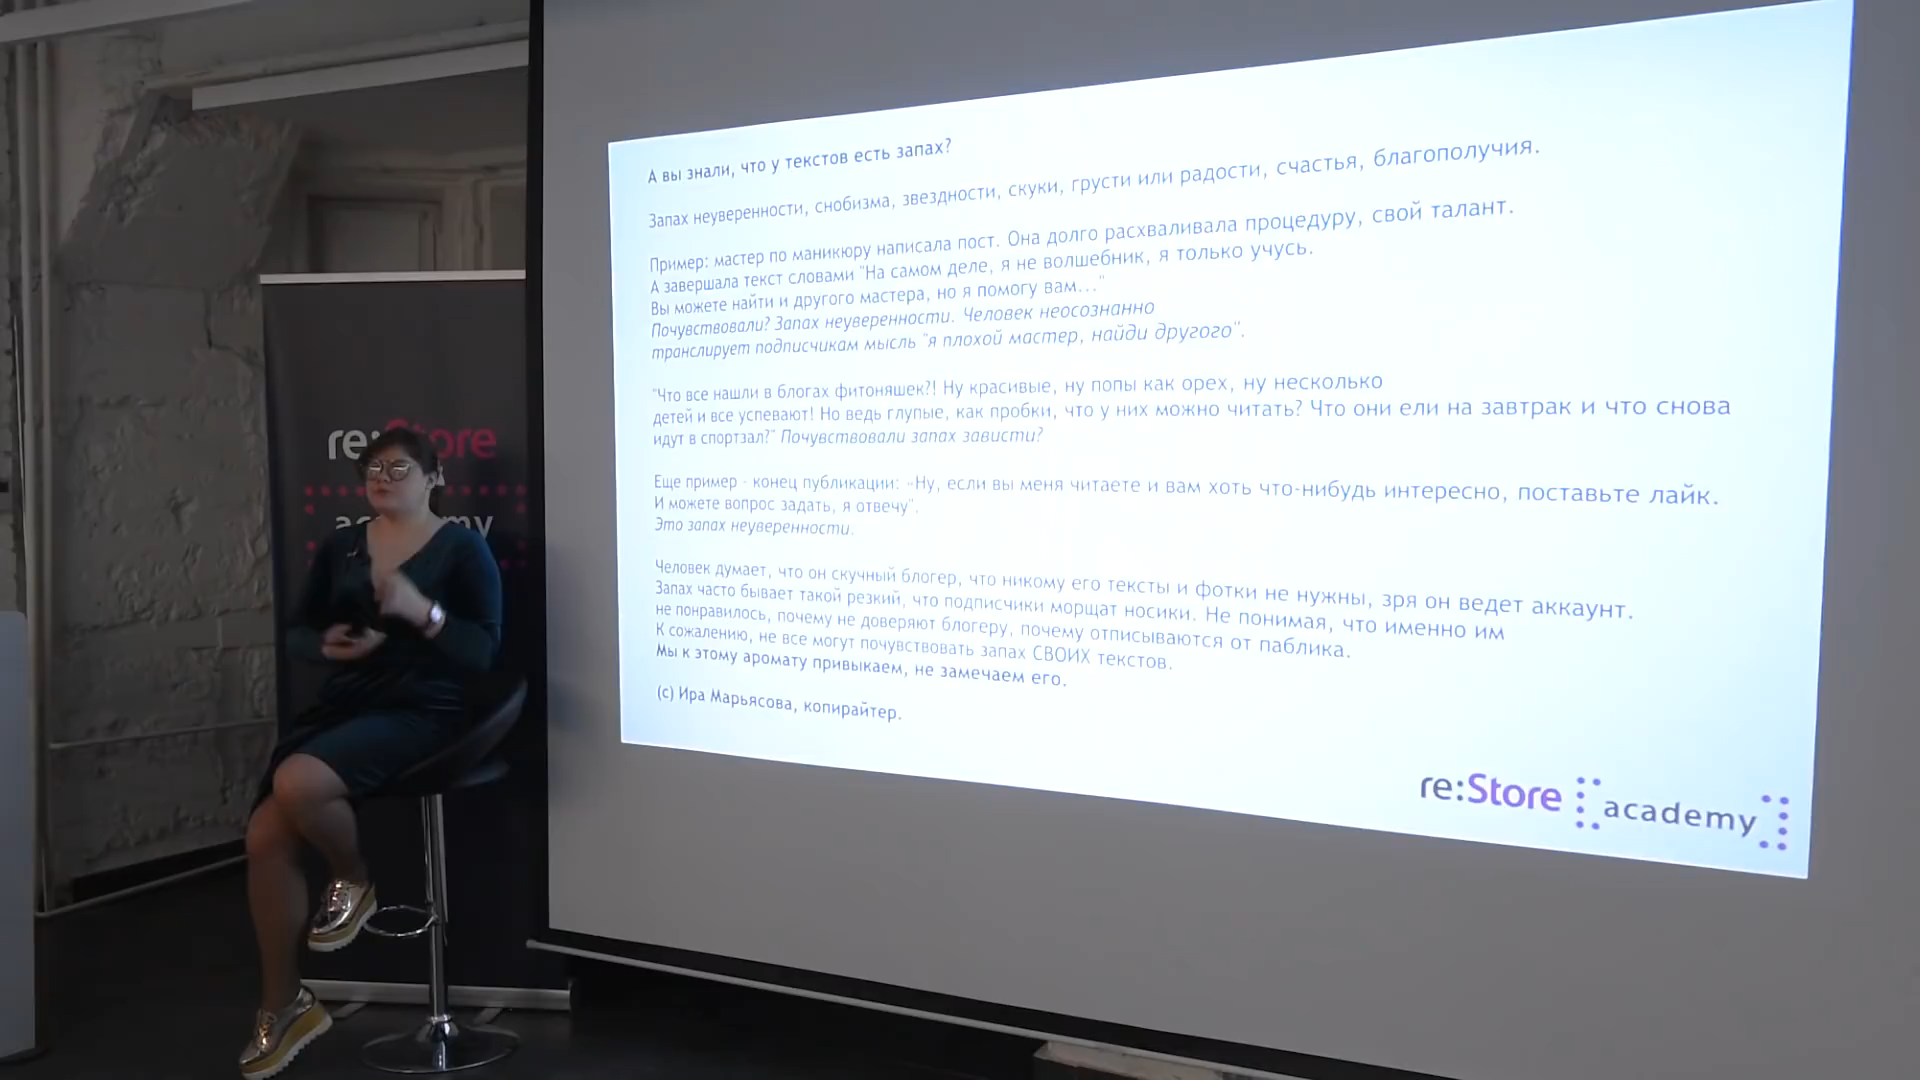 А вы знали, что у текстов есть запах?
Запах неуверенности, снобизма, звездности, скуки, грусти или радости, счастья, благополучия.
Пример: мастер по маникюру написала пост. Она долго расхваливала процедуру, свой талант.
А завершала текст словами "На самом деле, я не волшебник, я только учусь.
Вы можете найти и другого мастера, но я помогу вам..."
Почувствовали? Запах неуверенности. Человек неосознанно
транслирует подписчикам мысль "я плохой мастер, найди другого".
"Что все нашли в блогах фитоняшек?! Ну красивые, ну попы как орех, ну несколько
детей и все успевают! Но ведь глупые, как пробки, что у них можно читать? Что они ели на завтрак и что снова
идут в спортзал?" Почувствовали запах зависти?
Еще пример - конец публикации: "Ну, если вы меня читаете и вам хоть что-нибудь интересно, поставьте лайк.
И можете вопрос задать, я отвечу".
Это запах неуверенности.
Человек думает, что он скучный блогер, что никому его тексты и фотки не нужны, зря он ведет аккаунт.
Запах часто бывает такой резкий, что подписчики морщат носики. Не понимая, что именно им
не понравилось, почему не доверяют блогеру, почему отписываются от паблика.
К сожалению, не все могут почувствовать запах СВОИХ текстов.
Мы к этому аромату привыкаем, не замечаем его.
(с) Ира Марьясова, копирайтер.
re:Store academy
re:Store
academy